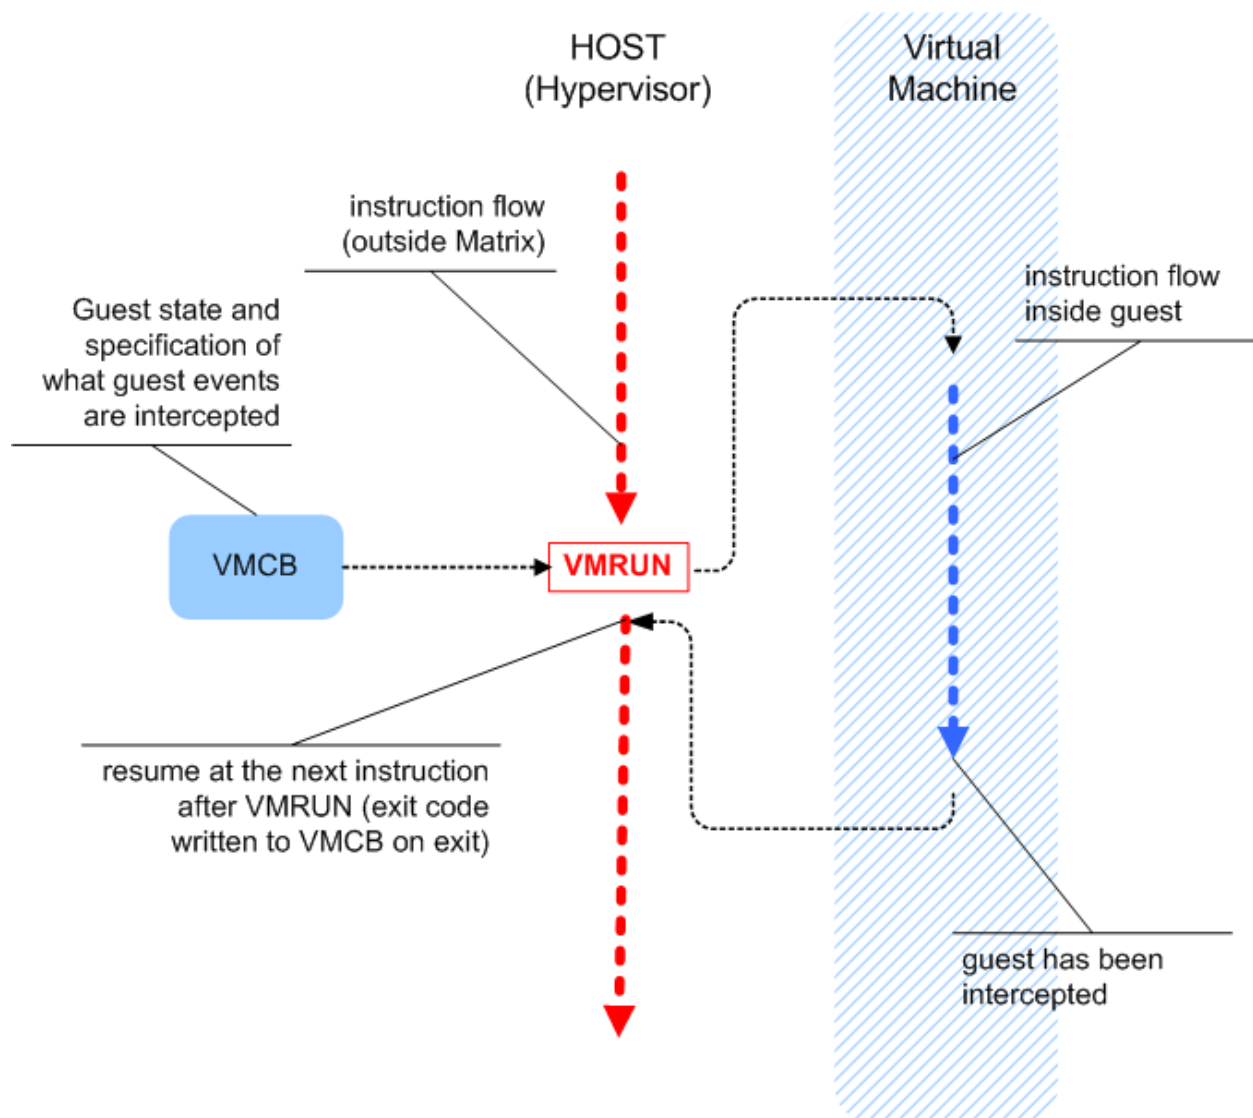 HOST
(Hypervisor)
Virtual
Machine
instruction flow
(outside Matrix)
instruction flow
inside guest
Guest state and
specification of
what guest events
are intercepted
VMCB
VMRUN
resume at the next instruction
after VMRUN (exit code
written to VMCB on exit)
guest has been
intercepted